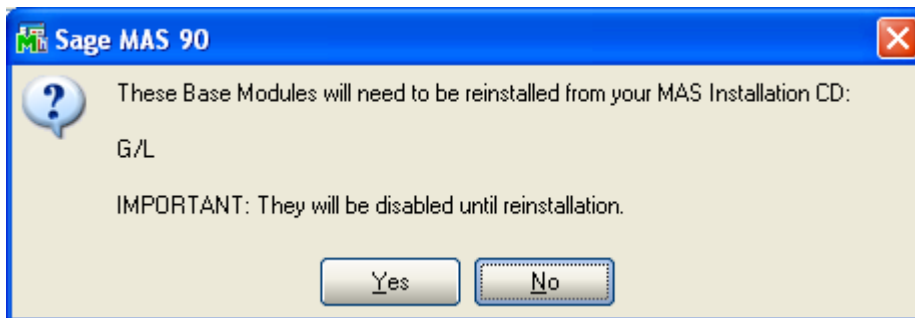 Sage MAS 90
These Base Modules will need to be reinstalled from your MAS Installation CD:
G/L
IMPORTANT: They will be disabled until reinstallation.
Yes No